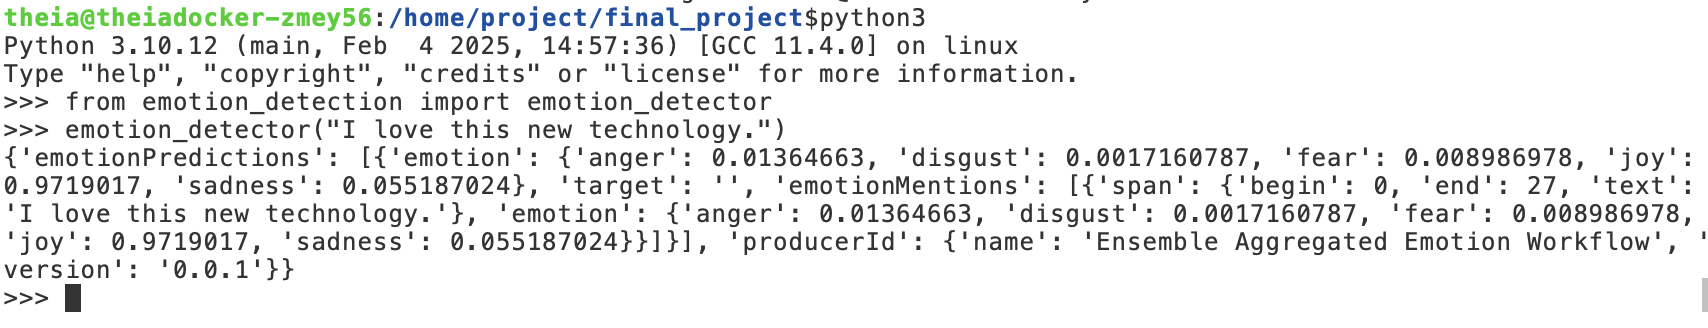 theia@theiadocker-zmey56:/home/project/final_project$python3
Python 3.10.12 (main, Feb  4 2025, 14:57:36) [GCC 11.4.0] on linux
Type "help", "copyright", "credits" or "license" for more information.
>>> from emotion_detection import emotion_detector
>>> emotion_detector("I love this new technology.")
{'emotionPredictions': [{'emotion': {'anger': 0.01364663, 'disgust': 0.0017160787, 'fear': 0.008986978, 'joy':
0.9719017, 'sadness': 0.055187024}, 'target': '', 'emotionMentions': [{'span': {'begin': 0, 'end': 27, 'text':
'I love this new technology.'}, 'emotion': {'anger': 0.01364663, 'disgust': 0.0017160787, 'fear': 0.008986978,
'joy': 0.9719017, 'sadness': 0.055187024}}]}], 'producerId': {'name': 'Ensemble Aggregated Emotion Workflow', '
version': '0.0.1'}}
>>>